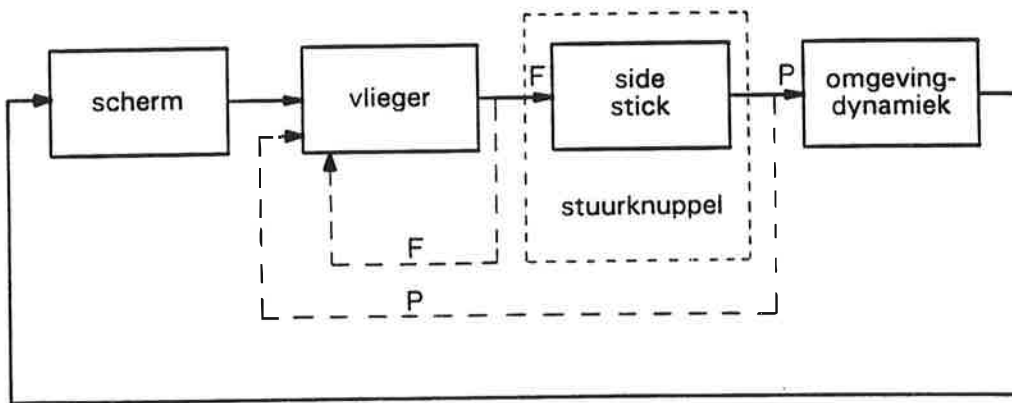 scherm
vlieger
F
side
stick
P
omgeving-
dynamiek
stuurknuppel
F
P